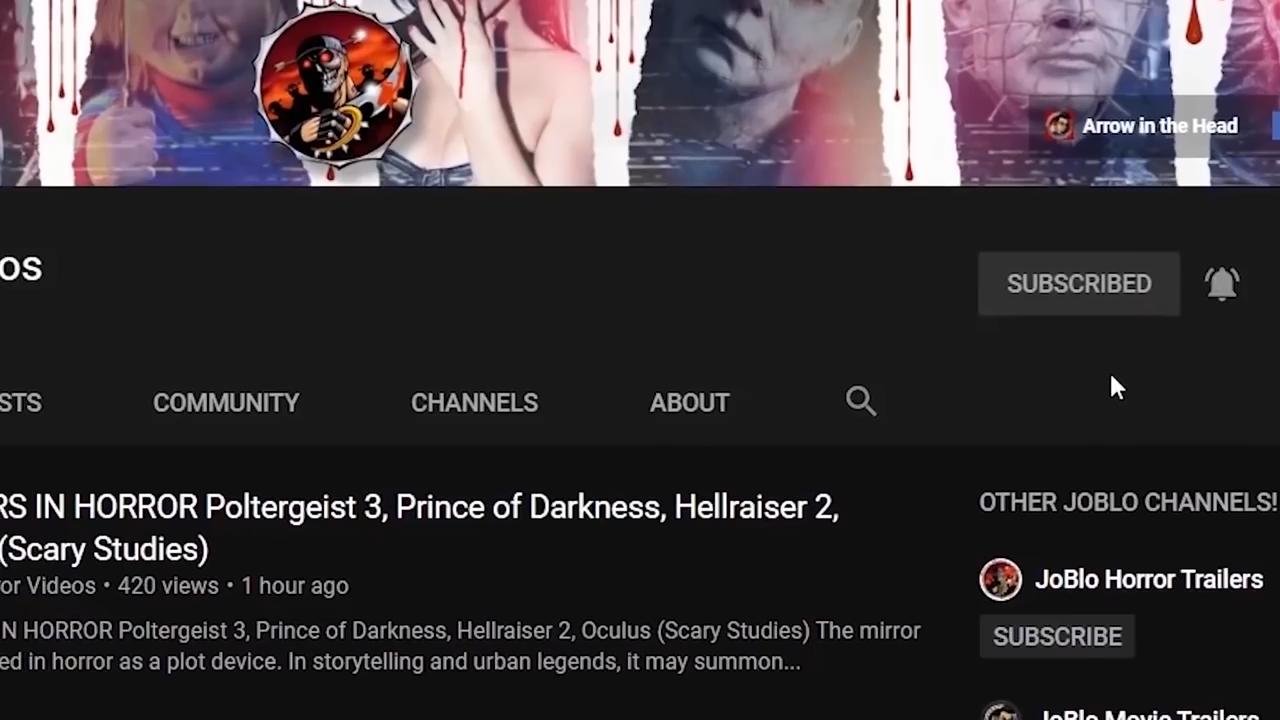 Arrow in the Head
os
SUBSCRIBED
STS
COMMUNITY
CHANNELS
ABOUT
RS IN HORROR Poltergeist 3, Prince of Darkness, Hellraiser 2,
(Scary Studies)
or Videos • 420 views • 1 hour ago
N HORROR Poltergeist 3, Prince of Darkness, Hellraiser 2, Oculus (Scary Studies) The mirror
ed in horror as a plot device. In storytelling and urban legends, it may summon...
OTHER JOBLO CHANNELS!
JoBlo Horror Trailers
SUBSCRIBE
JoBlo Movie Trailers